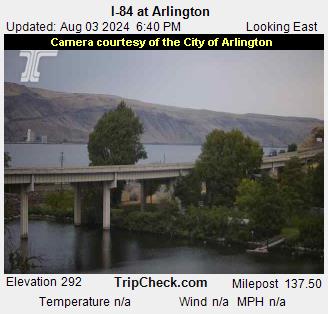 I-84 at Arlington
Updated: Aug 03 2024 6:40 PM Looking East
Camera courtesy of the City of Arlington
Elevation 292 TripCheck.com Milepost 137.50
Temperature n/a Wind n/a MPH n/a